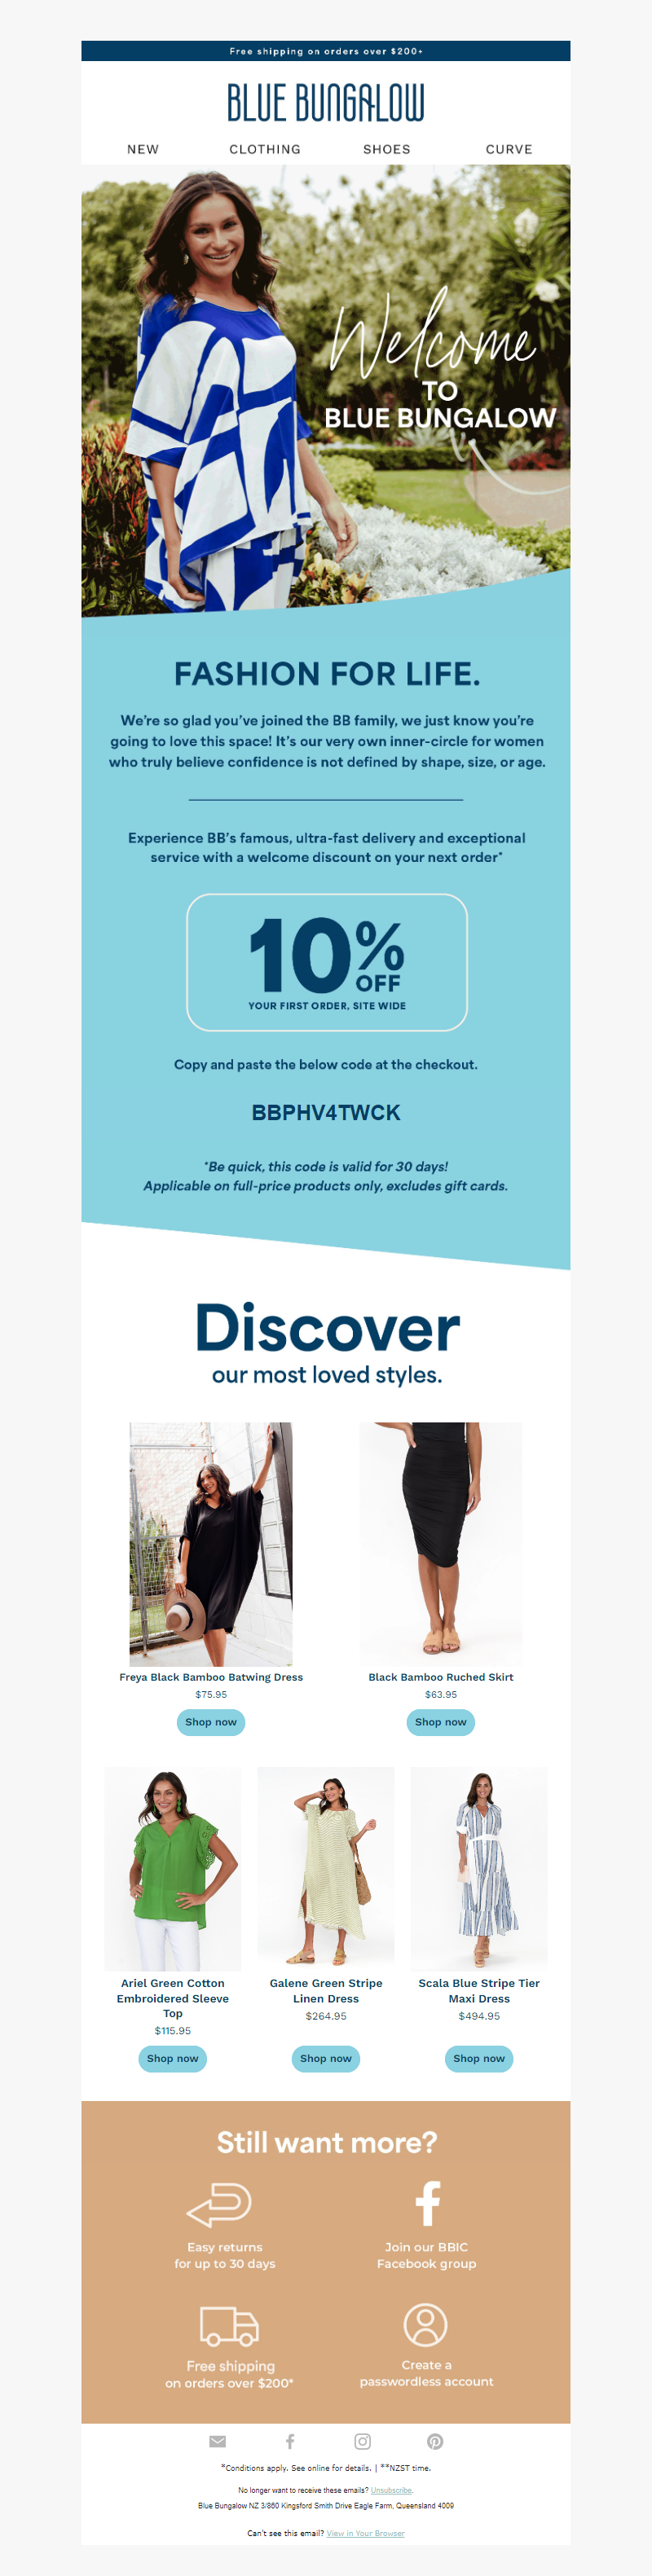 Free shipping on orders over $200+
BLUE BUNGALOW
NEW CLOTHING SHOES CURVE
Welcome
TO
BLUE BUNGALOW
FASHION FOR LIFE.
We're so glad you've joined the BB family, we just know you're
going to love this space! It's our very own inner-circle for women
who truly believe confidence is not defined by shape, size, or age.
Experience BB's famous, ultra-fast delivery and exceptional
service with a welcome discount on your next order*
10% OFF
YOUR FIRST ORDER, SITE WIDE
Copy and paste the below code at the checkout.
BBPHV4TWCK
*Be quick, this code is valid for 30 days!
Applicable on full-price products only, excludes gift cards.
Discover
our most loved styles.
Freya Black Bamboo Batwing Dress
$75.95
Shop now
Black Bamboo Ruched Skirt
$63.95
Shop now
Ariel Green Cotton
Embroidered Sleeve
Top
$115.95
Shop now
Galene Green Stripe
Linen Dress
$264.95
Shop now
Scala Blue Stripe Tier
Maxi Dress
$494.95
Shop now
Still want more?
Easy returns
for up to 30 days
Join our BBIC
Facebook group
Free shipping
on orders over $200*
Create a
passwordless account
*Conditions apply. See online for details. | **NZST time.
No longer want to receive these emails? Unsubscribe.
Blue Bungalow NZ 3/880 Kingsford Smith Drive Eagle Farm, Queensland 4009
Can't see this email? View in Your Browser